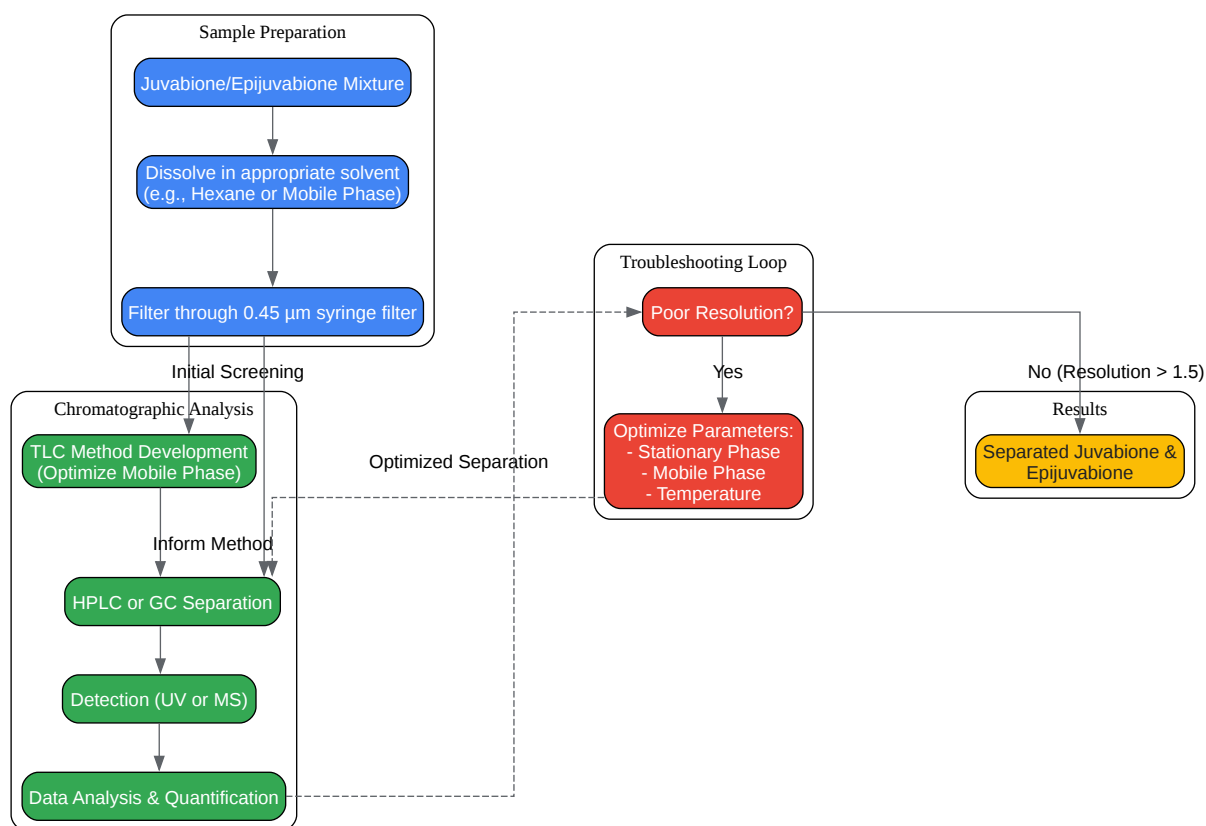 Sample Preparation
Juvabione/Epijuvabione Mixture
Dissolve in appropriate solvent
(e.g., Hexane or Mobile Phase)
Filter through 0.45 µm syringe filter
Initial Screening
Chromatographic Analysis
TLC Method Development
(Optimize Mobile Phase)
Inform Method
HPLC or GC Separation
Detection (UV or MS)
Data Analysis & Quantification
Optimized Separation
Troubleshooting Loop
Poor Resolution?
Yes
Optimize Parameters:
- Stationary Phase
- Mobile Phase
- Temperature
No (Resolution > 1.5)
Results
Separated Juvabione &
Epijuvabione